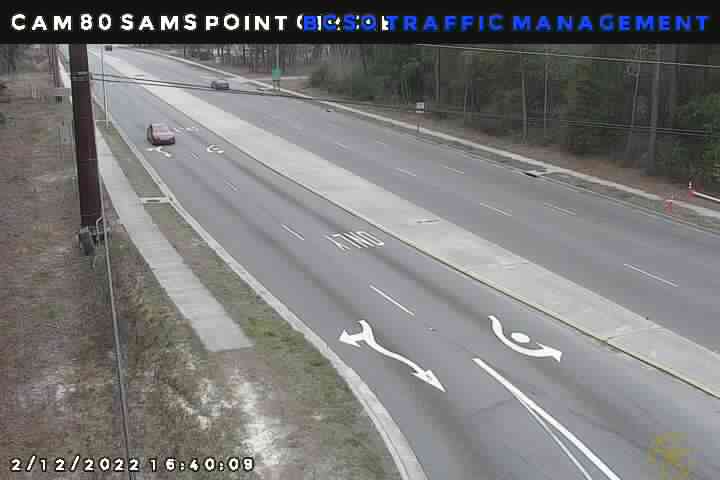 CAM 80 SAMS POINT
BCSO TRAFFIC MANAGEMENT
ONLY
2/12/2022 16:40:09